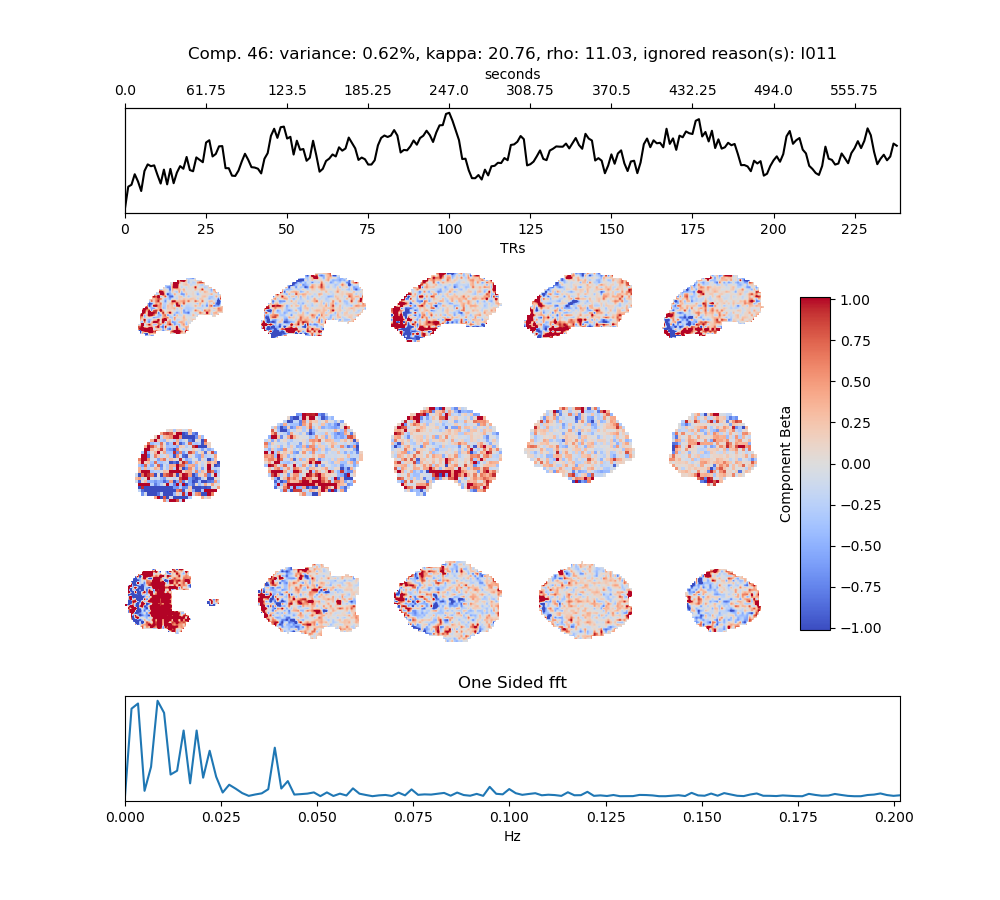 Comp. 46: variance: 0.62%, kappa: 20.76, rho: 11.03, ignored reason(s): I011
seconds
0.0 61.75 123.5 185.25 247.0 308.75 370.5 432.25 494.0 555.75
0 25 50 75 100 125 150 175 200 225
TRs
1.00
0.75
0.50
0.25
0.00
−0.25
−0.50
−0.75
−1.00
Component Beta
One Sided fft
0.000 0.025 0.050 0.075 0.100 0.125 0.150 0.175 0.200
Hz